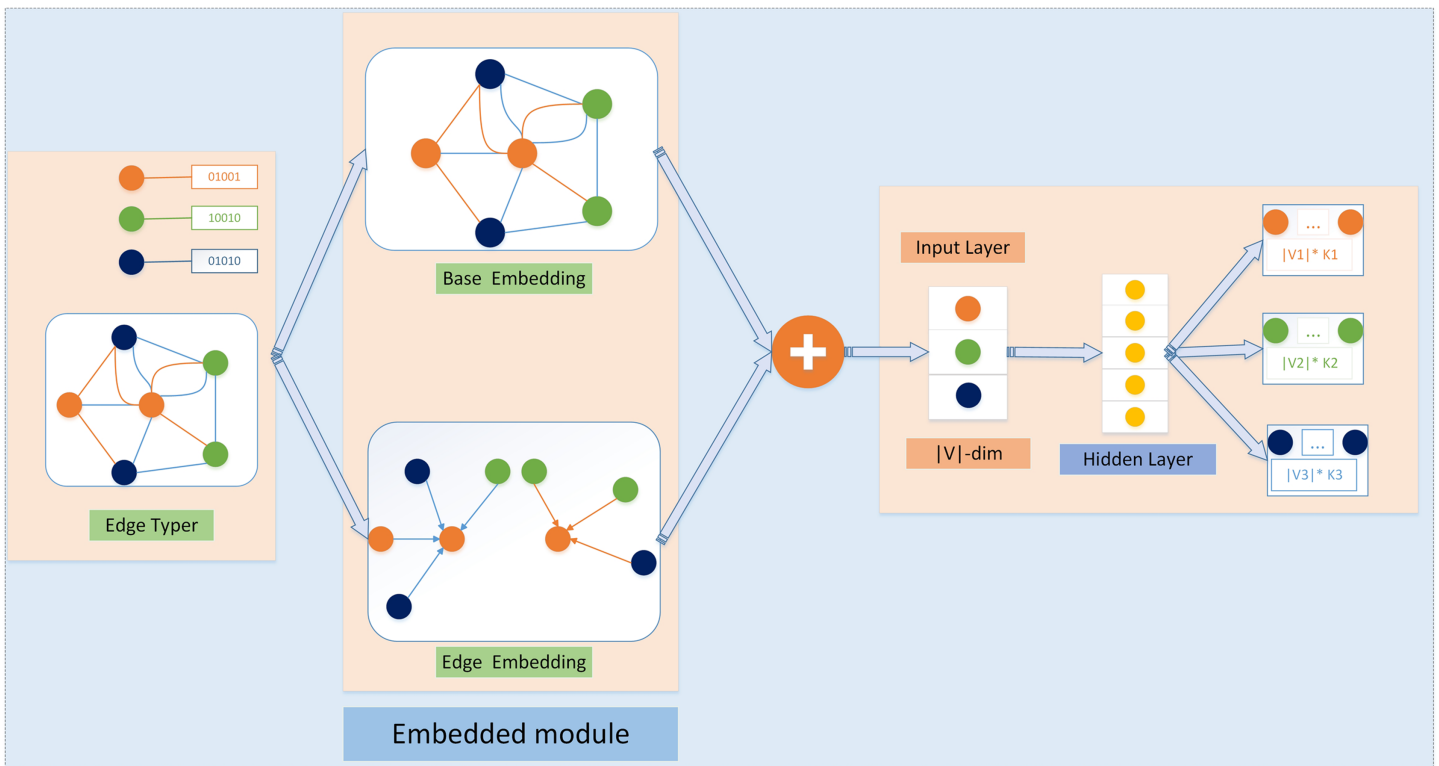 01001
10010
01010
Edge Typer
Base Embedding
Edge Embedding
Embedded module
Input Layer
|V|-dim
Hidden Layer
...
|V1|* K1
...
|V2|* K2
...
|V3|* K3